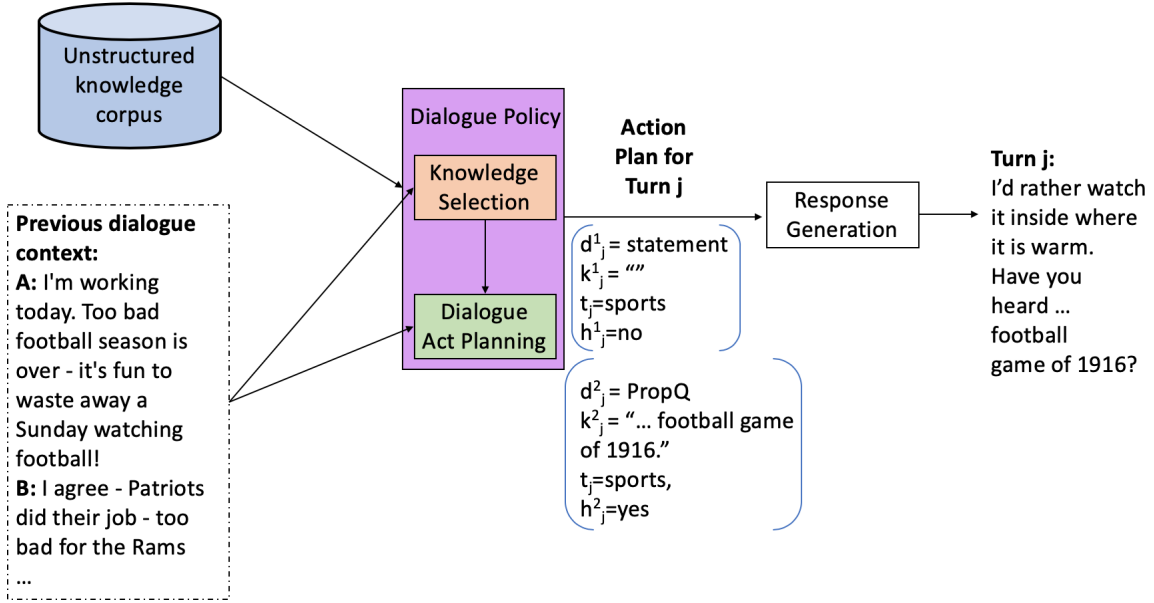 Unstructured
knowledge
corpus
Previous dialogue
context:
A: I'm working
today. Too bad
football season is
over - it's fun to
waste away a
Sunday watching
football!
B: I agree - Patriots
did their job - too
bad for the Rams
...
Dialogue Policy
Knowledge
Selection
Dialogue
Act Planning
Action
Plan for
Turn j
d¹ⱼ = statement
k¹ⱼ = “”
tⱼ=sports
h¹ⱼ=no
d²ⱼ = PropQ
k²ⱼ = “... football game
of 1916.”
tⱼ=sports,
h²ⱼ=yes
Response
Generation
Turn j:
I’d rather watch
it inside where
it is warm.
Have you
heard ...
football
game of 1916?